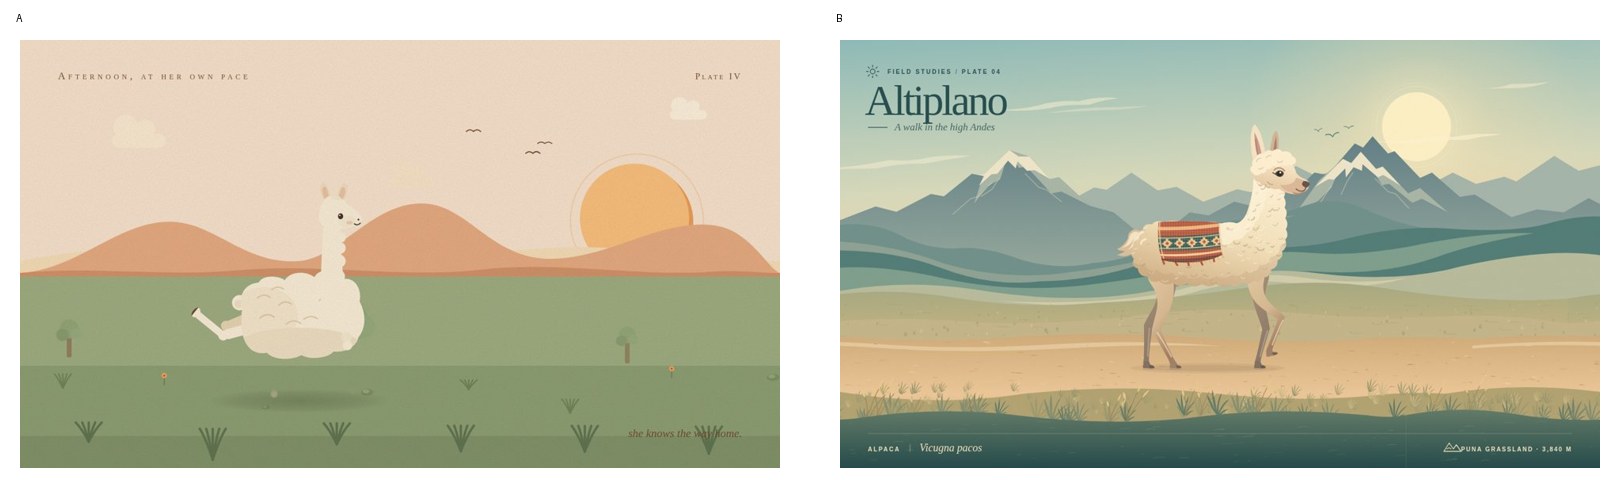 A
AFTERNOON, AT HER OWN PACE
PLATE IV
she knows the way home.
B
FIELD STUDIES / PLATE 04
Altiplano
A walk in the high Andes
ALPACA | Vicugna pacos
PUNA GRASSLAND · 3,840 M